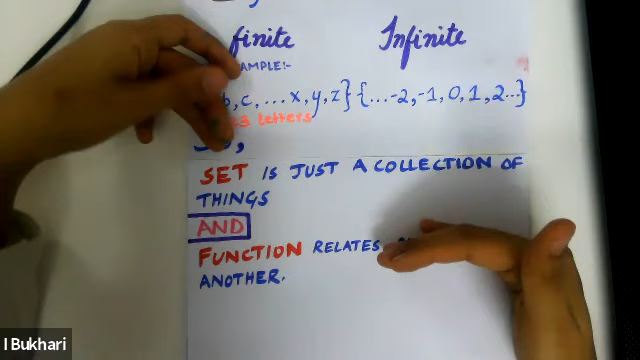 finite Infinite
AMPLE:-
b, c, ... x, y, z} {... -2, -1, 0, 1, 2...}
letters
SET IS JUST A COLLECTION OF
THINGS
AND
FUNCTION RELATES
ANOTHER.
I Bukhari